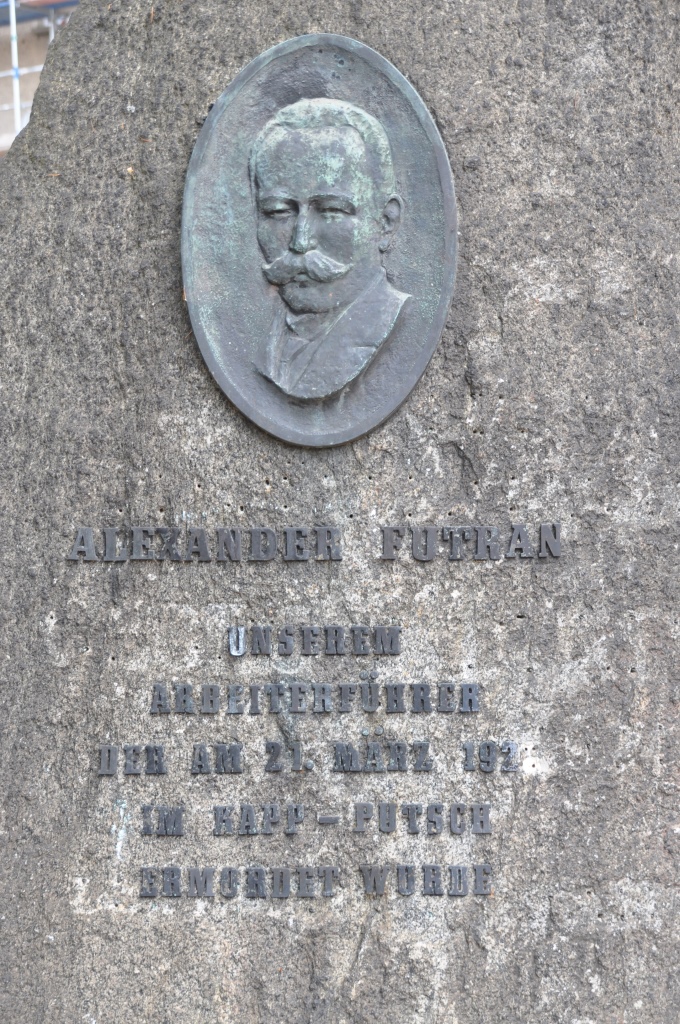 ALEXANDER FUTRAN
UNSEREM
ARBEITERFÜHRER
DER AM 21. MÄRZ 192
IM KAPP-PUTSCH
ERMORDET WURDE